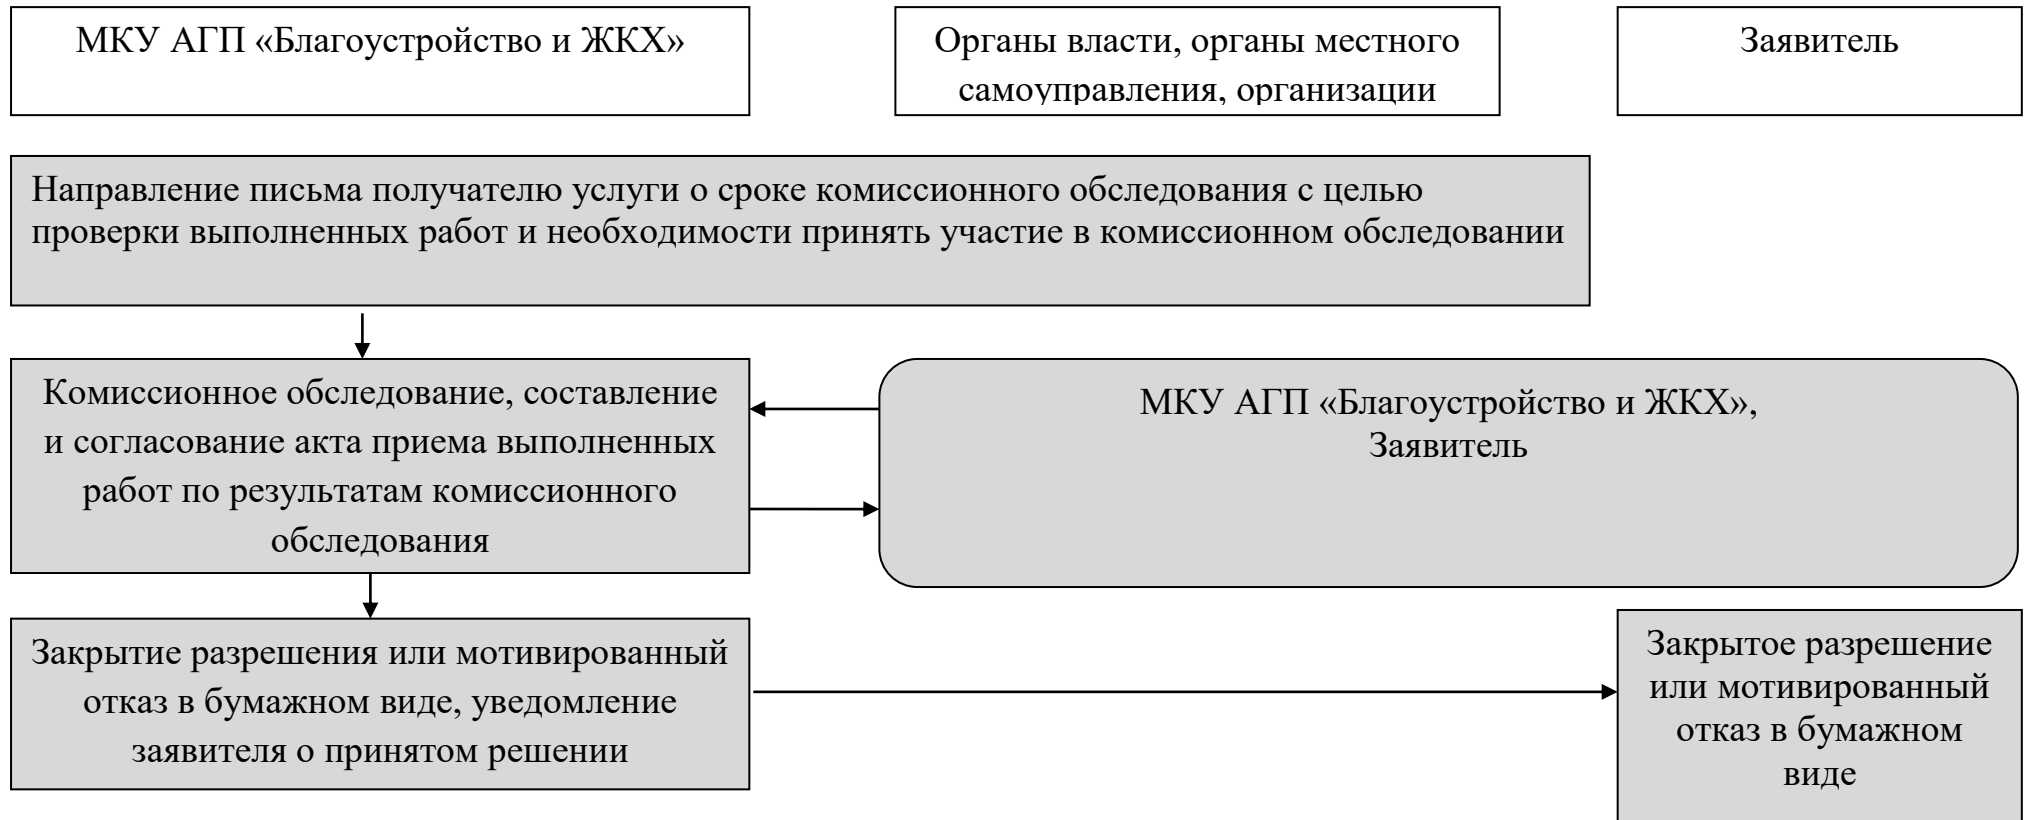 МКУ АГП «Благоустройство и ЖКХ»
Органы власти, органы местного
самоуправления, организации
Заявитель
Направление письма получателю услуги о сроке комиссионного обследования с целью
проверки выполненных работ и необходимости принять участие в комиссионном обследовании
Комиссионное обследование, составление
и согласование акта приема выполненных
работ по результатам комиссионного
обследования
МКУ АГП «Благоустройство и ЖКХ»,
Заявитель
Закрытие разрешения или мотивированный
отказ в бумажном виде, уведомление
заявителя о принятом решении
Закрытое разрешение
или мотивированный
отказ в бумажном
виде